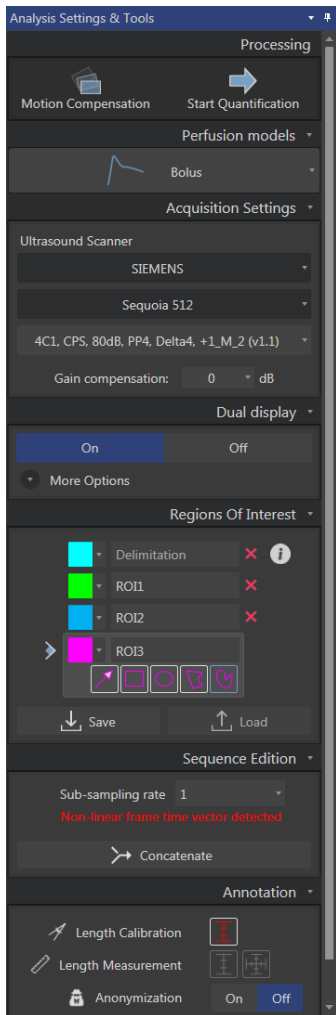 Analysis Settings & Tools
Processing
Motion Compensation
Start Quantification
Perfusion models
Bolus
Acquisition Settings
Ultrasound Scanner
SIEMENS
Sequoia 512
4C1, CPS, 80dB, PP4, Delta4, +1_M_2 (v1.1)
Gain compensation: 0 dB
Dual display
On Off
More Options
Regions Of Interest
Delimitation
ROI1
ROI2
ROI3
Save Load
Sequence Edition
Sub-sampling rate 1
Non-linear frame time vector detected
Concatenate
Annotation
Length Calibration
Length Measurement
Anonymization On Off